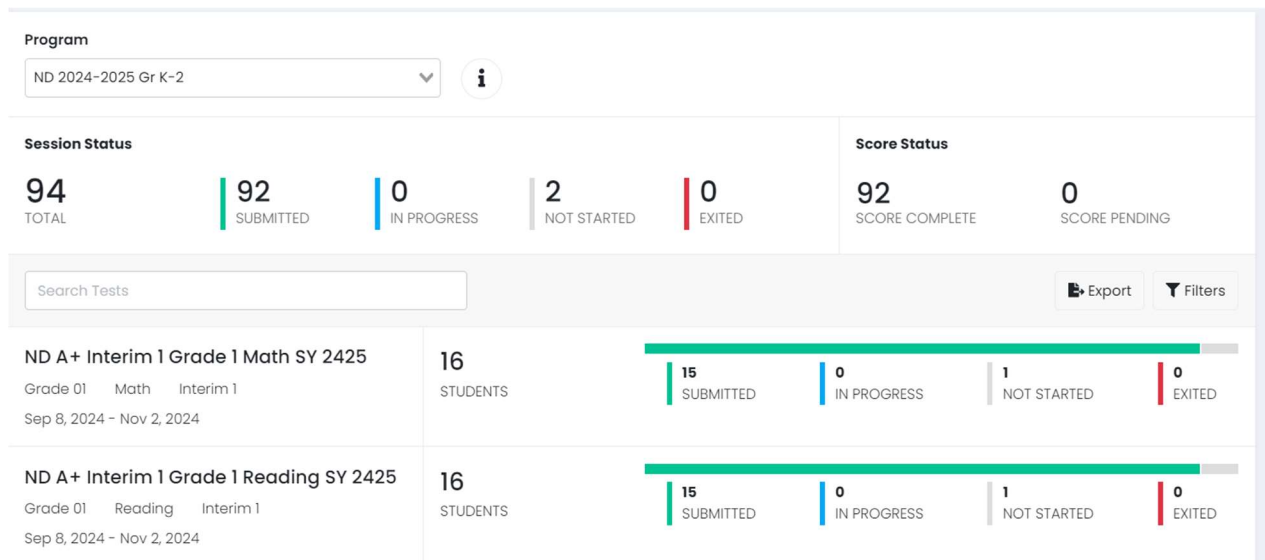 Program
ND 2024-2025 Gr K-2
i
Session Status
94
TOTAL
92
SUBMITTED
0
IN PROGRESS
2
NOT STARTED
0
EXITED
Score Status
92
SCORE COMPLETE
0
SCORE PENDING
Search Tests
Export
Filters
ND A+ Interim 1 Grade 1 Math SY 2425
Grade 01 Math Interim 1
Sep 8, 2024 - Nov 2, 2024
16
STUDENTS
15
SUBMITTED
0
IN PROGRESS
1
NOT STARTED
0
EXITED
ND A+ Interim 1 Grade 1 Reading SY 2425
Grade 01 Reading Interim 1
Sep 8, 2024 - Nov 2, 2024
16
STUDENTS
15
SUBMITTED
0
IN PROGRESS
1
NOT STARTED
0
EXITED